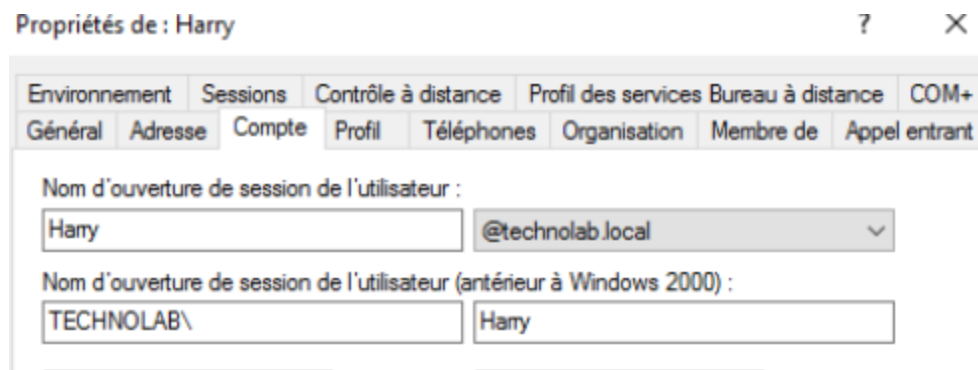 Propriétés de : Harry ? ✕
Environnement Sessions Contrôle à distance Profil des services Bureau à distance COM+
Général Adresse Compte Profil Téléphones Organisation Membre de Appel entrant
Nom d'ouverture de session de l'utilisateur :
Harry @technolab.local
Nom d'ouverture de session de l'utilisateur (antérieur à Windows 2000) :
TECHNOLAB\ Harry